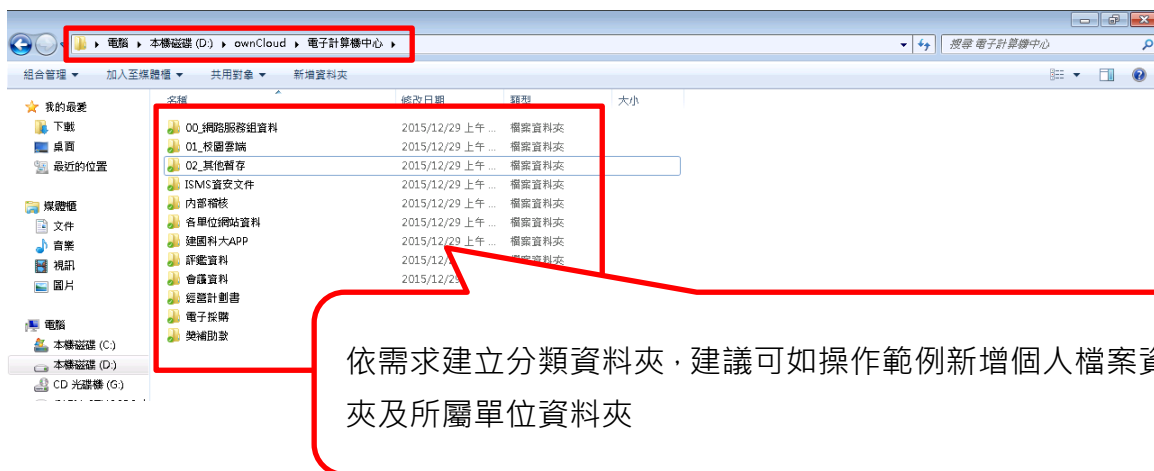 電腦 ▸ 本機磁碟 (D:) ▸ ownCloud ▸ 電子計算機中心 ▸
搜尋 電子計算機中心
組合管理 ▼ 加入至媒體櫃 ▼ 共用對象 ▼ 新增資料夾
我的最愛
下載
桌面
最近的位置
媒體櫃
文件
音樂
視訊
圖片
電腦
本機磁碟 (C:)
本機磁碟 (D:)
CD 光碟機 (G:)
名稱 修改日期 類型 大小
00_網路服務組資料 2015/12/29 上午 ... 檔案資料夾
01_校園雲端 2015/12/29 上午 ... 檔案資料夾
02_其他暫存 2015/12/29 上午 ... 檔案資料夾
ISMS資安文件 2015/12/29 上午 ... 檔案資料夾
內部稽核 2015/12/29 上午 ... 檔案資料夾
各單位網站資料 2015/12/29 上午 ... 檔案資料夾
建國科大APP 2015/12/29 上午 ... 檔案資料夾
評鑑資料 2015/12/ 檔案資料夾
會議資料 2015/12/29
經營計劃書
電子採購
獎補助款
依需求建立分類資料夾，建議可如操作範例新增個人檔案資
夾及所屬單位資料夾